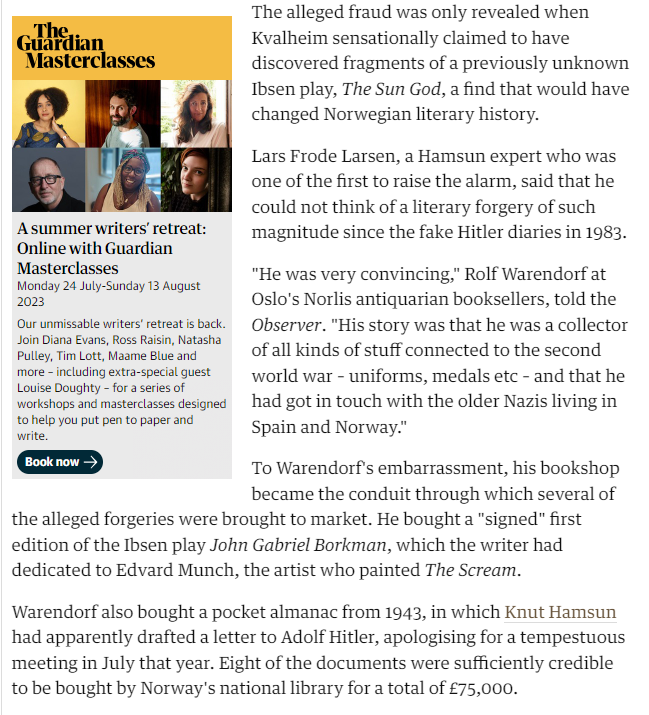 The
Guardian
Masterclasses
A summer writers' retreat:
Online with Guardian
Masterclasses
Monday 24 July-Sunday 13 August
2023
Our unmissable writers' retreat is back.
Join Diana Evans, Ross Raisin, Natasha
Pulley, Tim Lott, Maame Blue and
more – including extra-special guest
Louise Doughty – for a series of
workshops and masterclasses designed
to help you put pen to paper and
write.
Book now →
The alleged fraud was only revealed when
Kvalheim sensationally claimed to have
discovered fragments of a previously unknown
Ibsen play, The Sun God, a find that would have
changed Norwegian literary history.
Lars Frode Larsen, a Hamsun expert who was
one of the first to raise the alarm, said that he
could not think of a literary forgery of such
magnitude since the fake Hitler diaries in 1983.
"He was very convincing," Rolf Warendorf at
Oslo's Norlis antiquarian booksellers, told the
Observer. "His story was that he was a collector
of all kinds of stuff connected to the second
world war – uniforms, medals etc – and that he
had got in touch with the older Nazis living in
Spain and Norway."
To Warendorf's embarrassment, his bookshop
became the conduit through which several of
the alleged forgeries were brought to market. He bought a "signed" first
edition of the Ibsen play John Gabriel Borkman, which the writer had
dedicated to Edvard Munch, the artist who painted The Scream.
Warendorf also bought a pocket almanac from 1943, in which Knut Hamsun
had apparently drafted a letter to Adolf Hitler, apologising for a tempestuous
meeting in July that year. Eight of the documents were sufficiently credible
to be bought by Norway's national library for a total of £75,000.